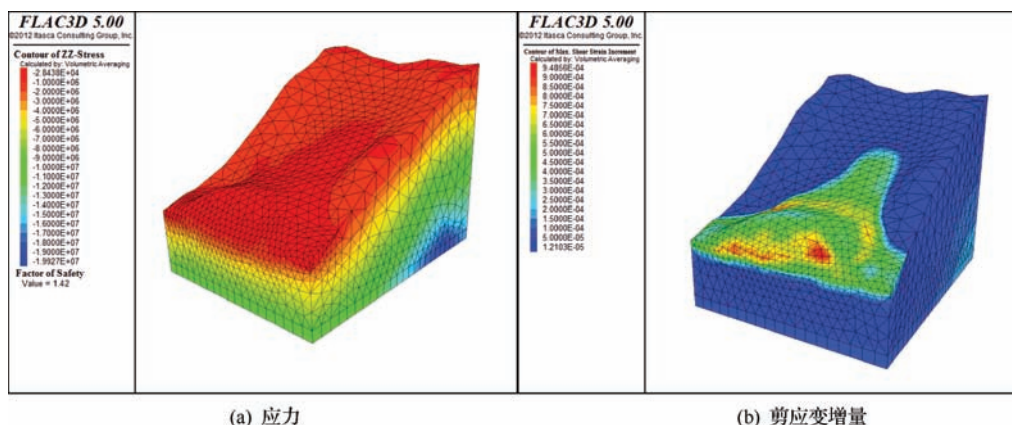 FLAC3D 5.00
©2012 Itasca Consulting Group, Inc.
Contour of ZZ-Stress
Calculated by: Volumetric Averaging
-2.8438E+04
-1.0000E+06
-2.0000E+06
-3.0000E+06
-4.0000E+06
-5.0000E+06
-6.0000E+06
-7.0000E+06
-8.0000E+06
-9.0000E+06
-1.0000E+07
-1.1000E+07
-1.2000E+07
-1.3000E+07
-1.4000E+07
-1.5000E+07
-1.6000E+07
-1.7000E+07
-1.8000E+07
-1.9000E+07
-1.9927E+07
Factor of Safety
Value = 1.42
(a) 应力
FLAC3D 5.00
©2012 Itasca Consulting Group, Inc.
Contour of Max. Shear Strain Increment
Calculated by: Volumetric Averaging
9.4856E-04
9.0000E-04
8.5000E-04
8.0000E-04
7.5000E-04
7.0000E-04
6.5000E-04
6.0000E-04
5.5000E-04
5.0000E-04
4.5000E-04
4.0000E-04
3.5000E-04
3.0000E-04
2.5000E-04
2.0000E-04
1.5000E-04
1.0000E-04
5.0000E-05
1.2103E-05
(b) 剪应变增量